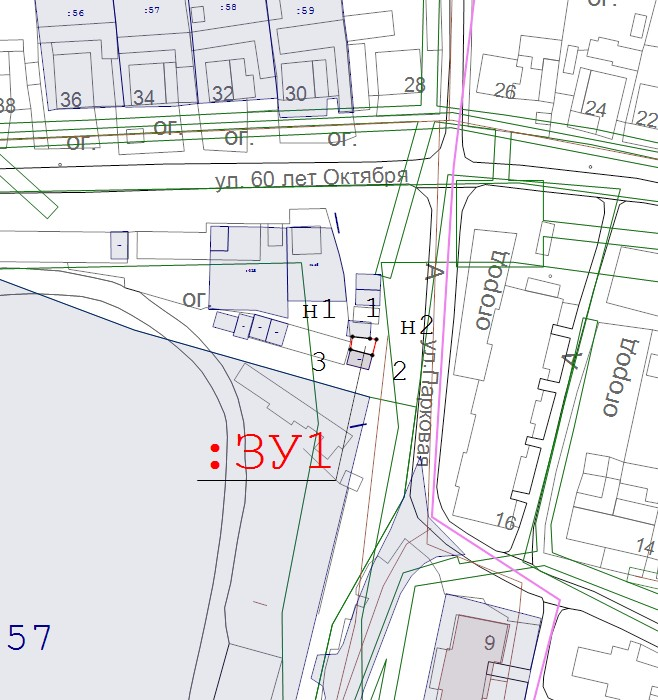 :56
:57
:58
:59
ог.
38
36
34
32
30
28
26
24
22
ог.
ог.
ог.
ог.
ул. 60 лет Октября
А
огород
ог.
н1
1
н2
3
2
ул. Парковая
А
огород
:ЗУ1
16
14
57
9